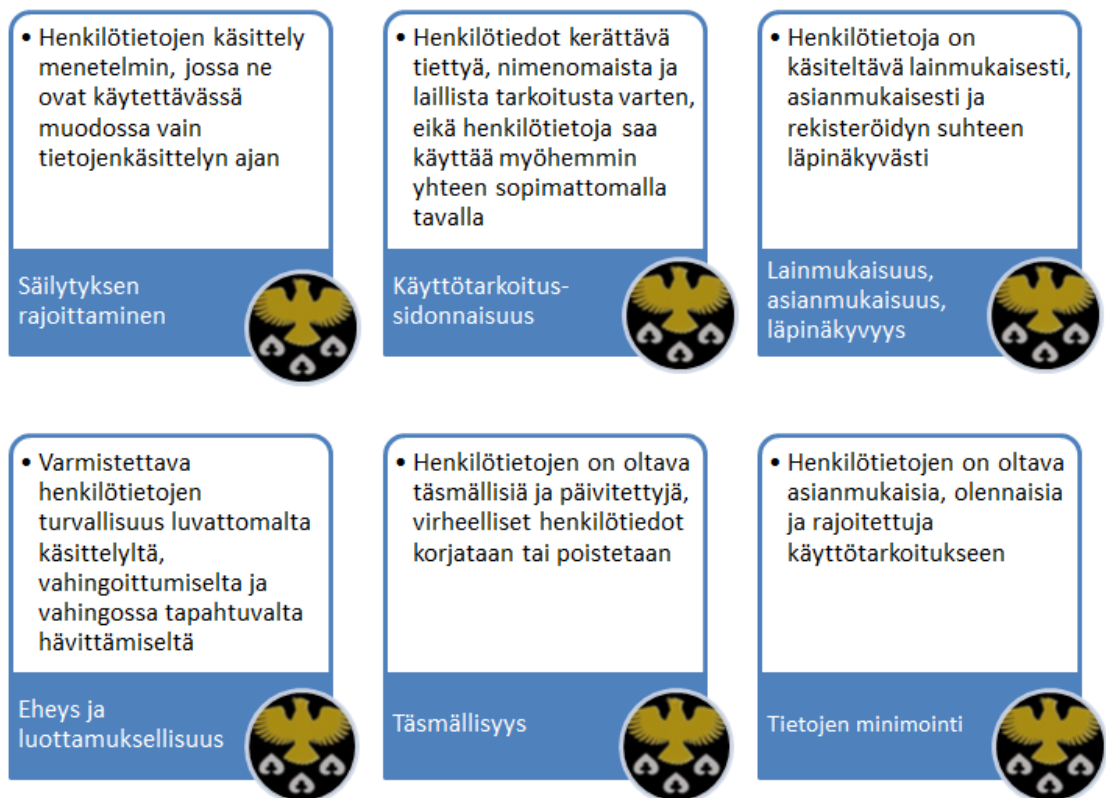 • Henkilötietojen käsittely
menetelmin, jossa ne
ovat käytettävässä
muodossa vain
tietojenkäsittelyn ajan
Säilytyksen
rajoittaminen
• Henkilötiedot kerättävä
tiettyä, nimenomaista ja
laillista tarkoitusta varten,
eikä henkilötietoja saa
käyttää myöhemmin
yhteen sopimattomalla
tavalla
Käyttötarkoitus-
sidonnaisuus
• Henkilötietoja on
käsiteltävä lainmukaisesti,
asianmukaisesti ja
rekisteröidyn suhteen
läpinäkyvästi
Lainmukaisuus,
asianmukaisuus,
läpinäkyvyys
• Varmistettava
henkilötietojen
turvallisuus luvattomalta
käsittelyltä,
vahingoittumiselta ja
vahingossa tapahtuvalta
hävittämiseltä
Eheys ja
luottamuksellisuus
• Henkilötietojen on oltava
täsmällisiä ja päivitettyjä,
virheelliset henkilötiedot
korjataan tai poistetaan
Täsmällisyys
• Henkilötietojen on oltava
asianmukaisia, olennaisia
ja rajoitettuja
käyttötarkoitukseen
Tietojen minimointi